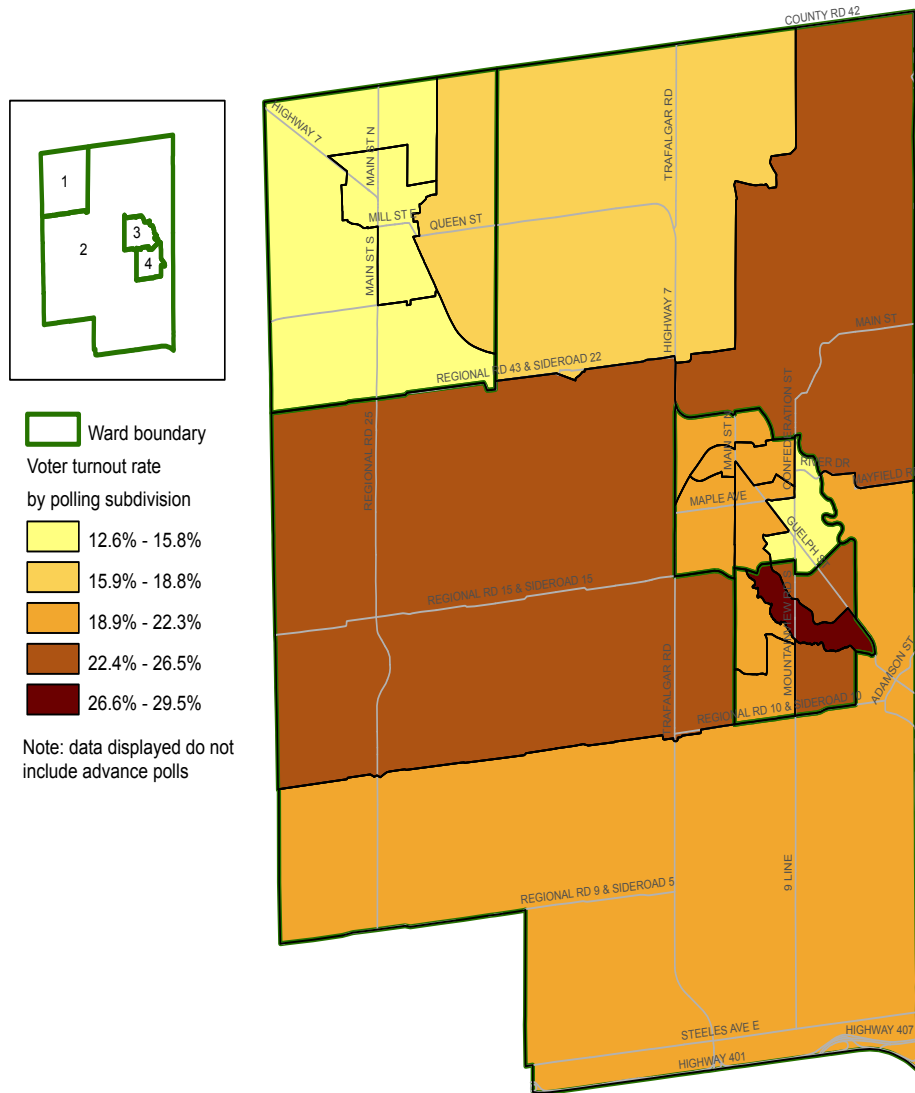 COUNTY RD 42
HIGHWAY 7
MAIN ST N
TRAFALGAR RD
1
2
3
4
MILL ST E
QUEEN ST
MAIN ST S
HIGHWAY 7
MAIN ST
REGIONAL RD 43 & SIDEROAD 22
CONFEDERATION ST
Ward boundary
Voter turnout rate
by polling subdivision
12.6% - 15.8%
15.9% - 18.8%
18.9% - 22.3%
22.4% - 26.5%
26.6% - 29.5%
Note: data displayed do not
include advance polls
REGIONAL RD 25
MAIN ST N
RIVER DR
MAPLE AVE
GUELPH ST
REGIONAL RD 15 & SIDEROAD 15
MOUNTAINVIEW RD S
TRAFALGAR RD
ADAMSON ST
REGIONAL RD 10 & SIDEROAD 10
9 LINE
REGIONAL RD 9 & SIDEROAD 5
STEELES AVE E
HIGHWAY 407
HIGHWAY 401